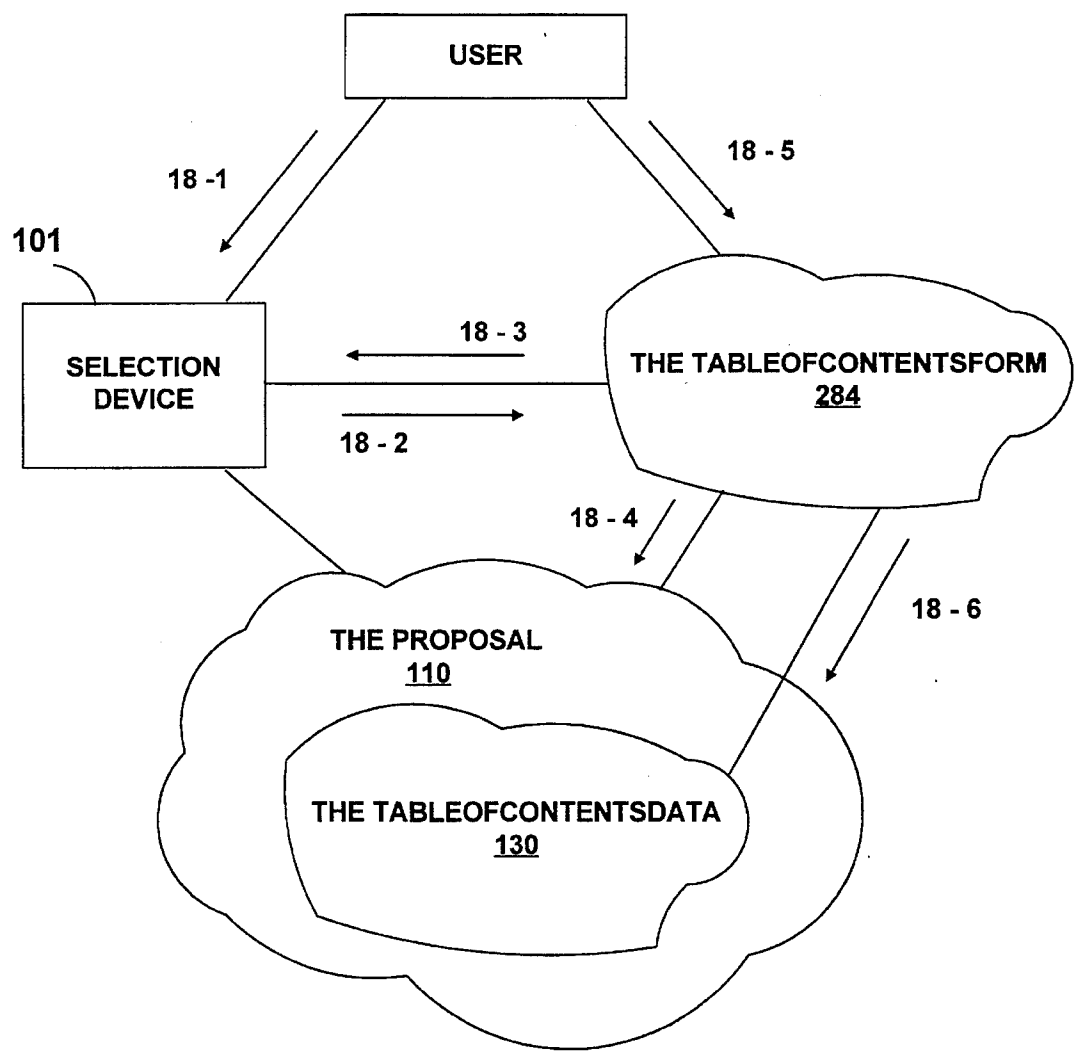 USER
18 -1
18 - 5
101
SELECTION
DEVICE
18 - 3
18 - 2
THE TABLEOFCONTENTSFORM
284
18 - 4
18 - 6
THE PROPOSAL
110
THE TABLEOFCONTENTSDATA
130